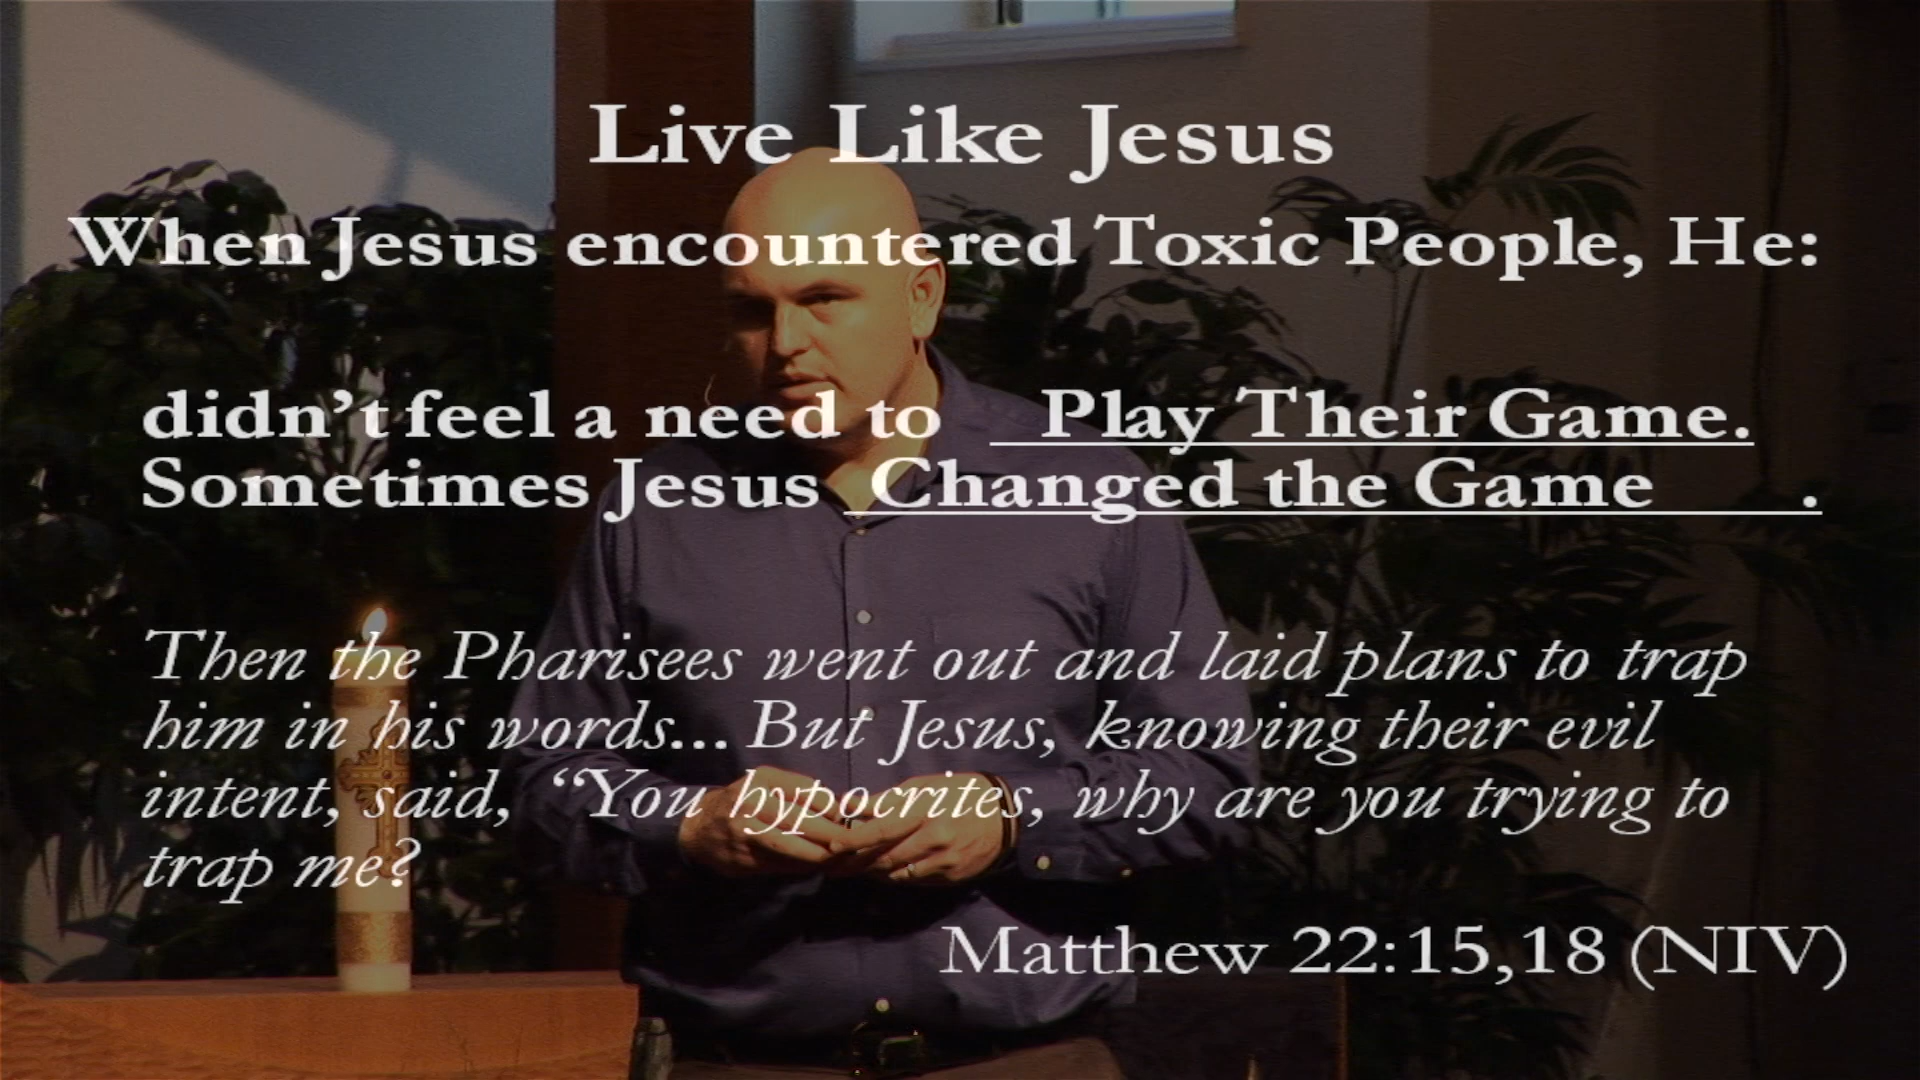 Live Like Jesus
When Jesus encountered Toxic People, He:
didn’t feel a need to Play Their Game.
Sometimes Jesus Changed the Game .
Then the Pharisees went out and laid plans to trap
him in his words... But Jesus, knowing their evil
intent, said, “You hypocrites, why are you trying to
trap me?
Matthew 22:15,18 (NIV)